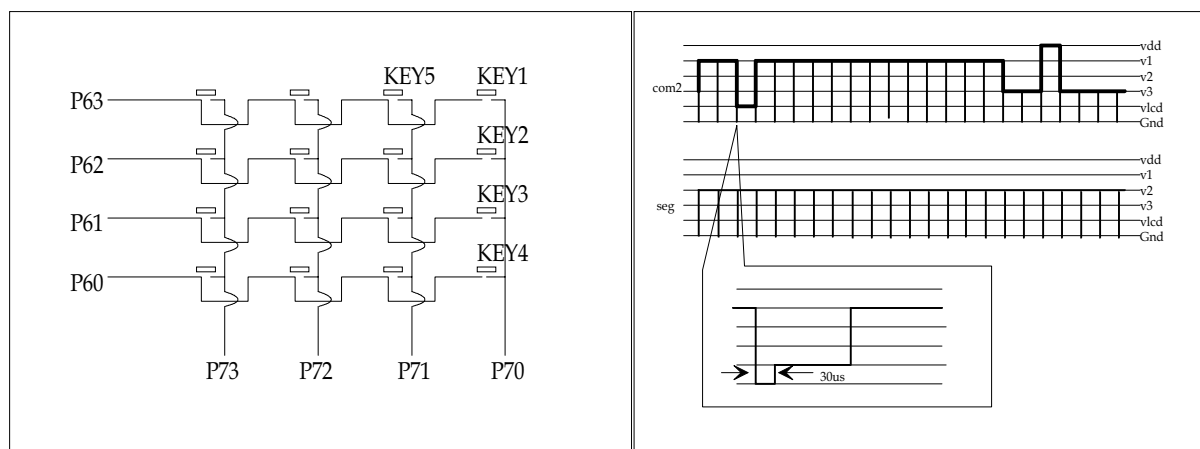 KEY5 KEY1
P63
KEY2
P62
KEY3
P61
KEY4
P60
P73 P72 P71 P70
vdd
v1
v2
com2
v3
vlcd
Gnd
vdd
v1
v2
seg
v3
vlcd
Gnd
30us